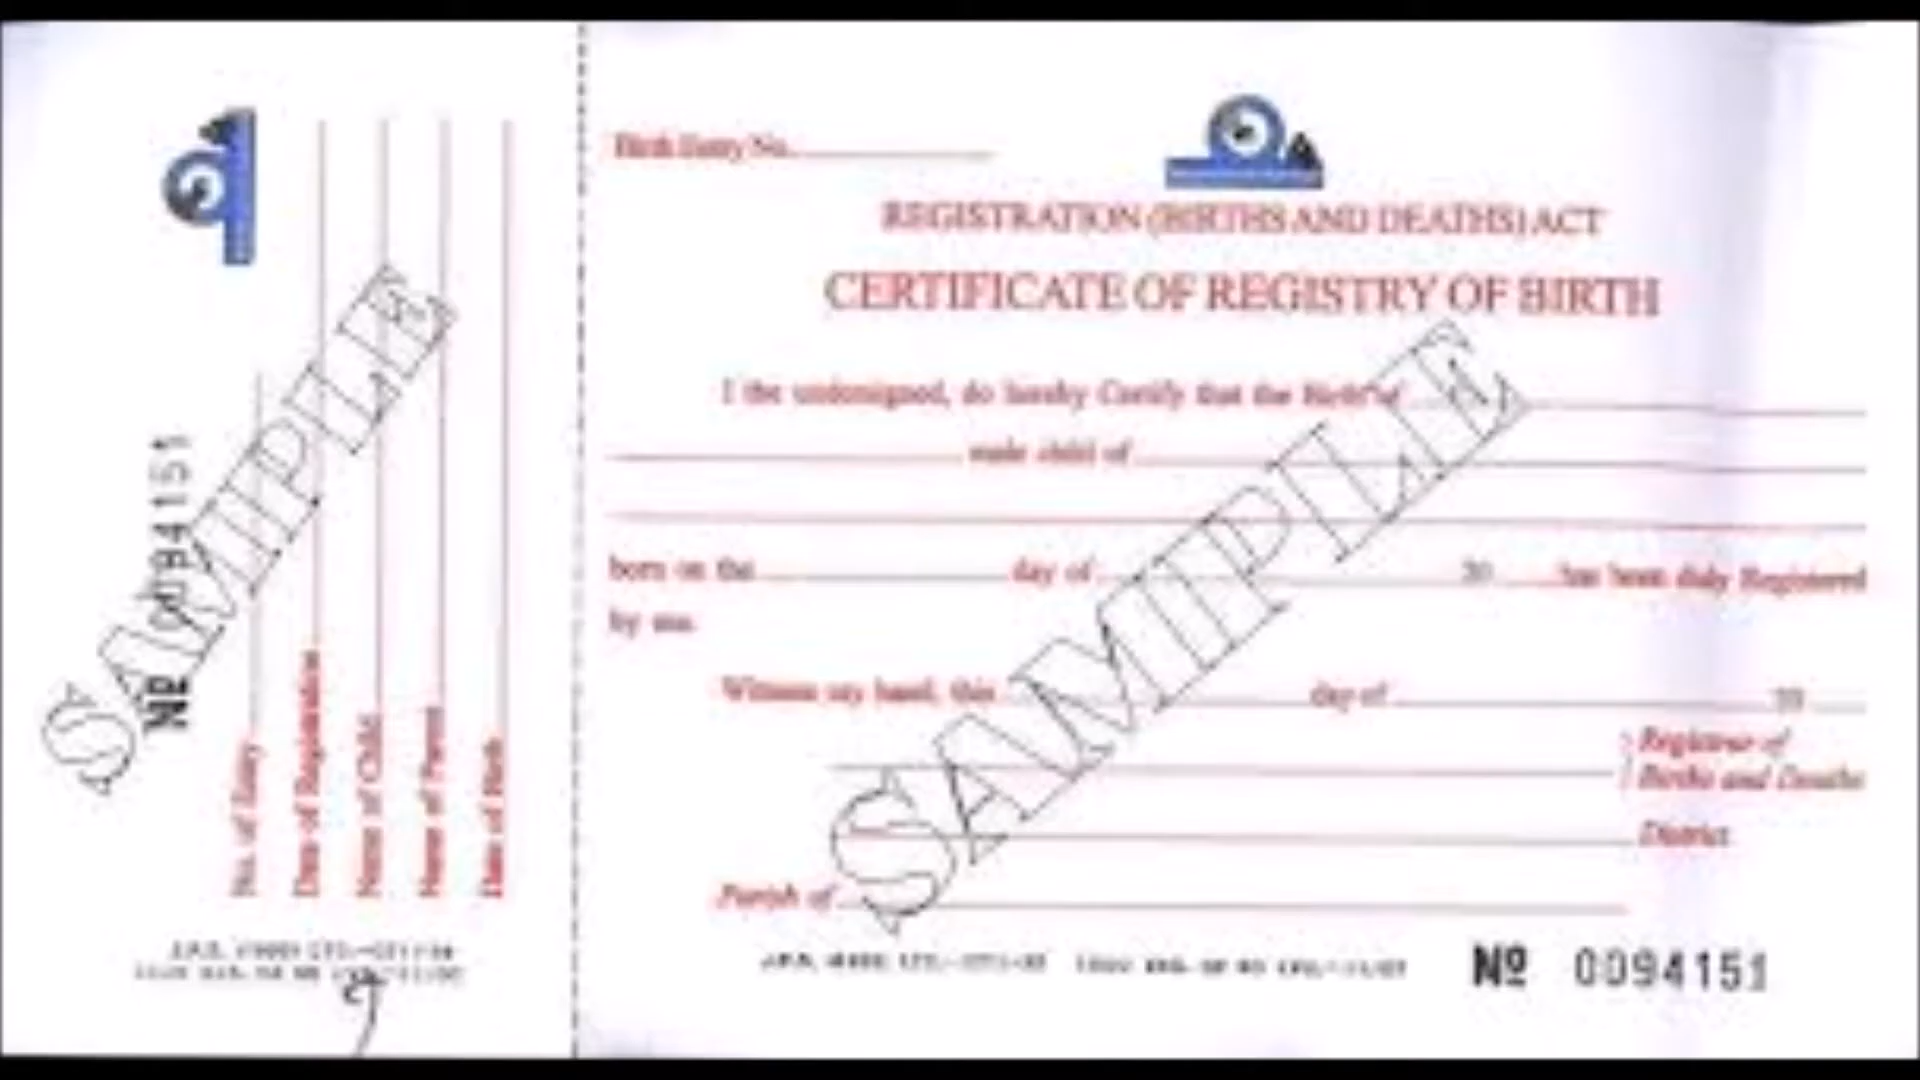 SAMPLE
Nº 0094151
No. of Entry
Date of Registration
Name of Child
Name of Parent
Date of Birth
Birth Entry No.
REGISTRATION (BIRTHS AND DEATHS) ACT
CERTIFICATE OF REGISTRY OF BIRTH
I the undersigned, do hereby Certify that the Birth of
male child of
born on the day of 20 has been duly Registered
by me.
Witness my hand, this day of 20
Registrar of
Births and Deaths
District
Parish of
SAMPLE
Nº 0094151